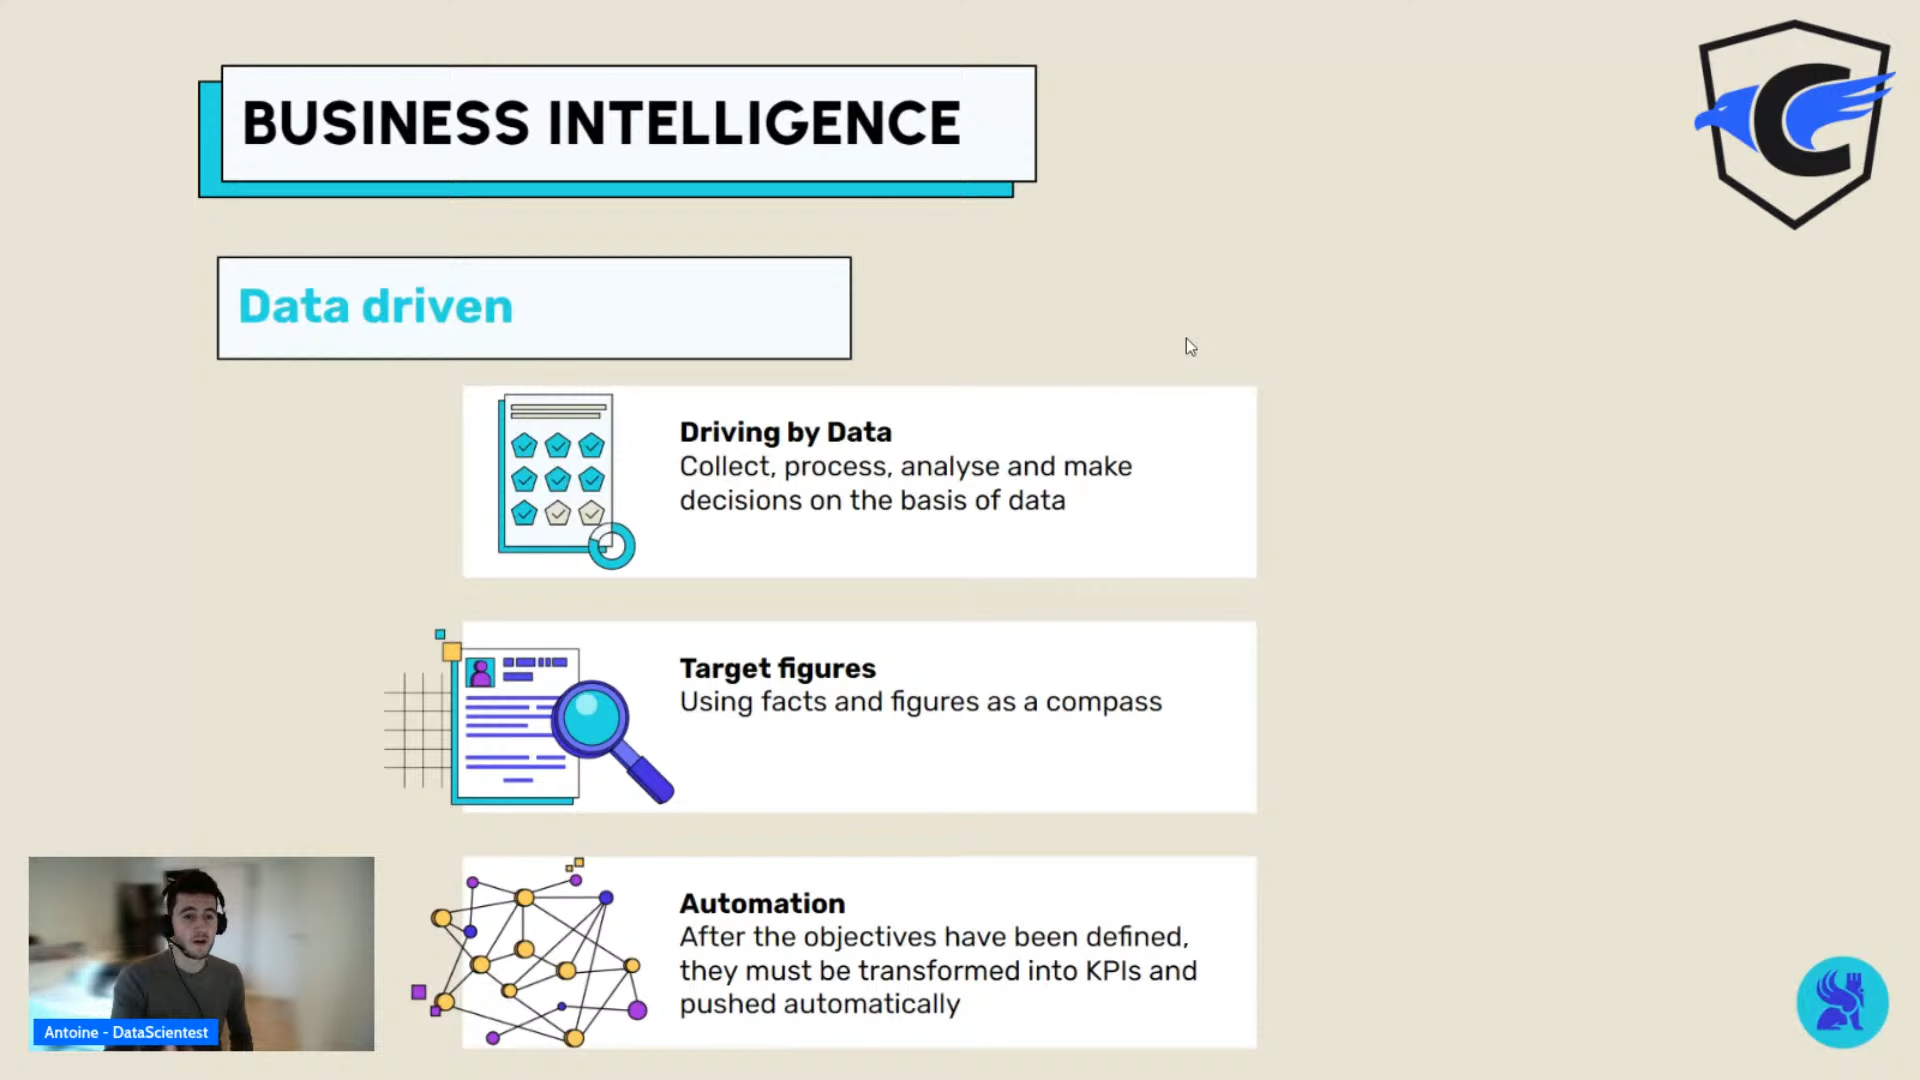 BUSINESS INTELLIGENCE
Data driven
Driving by Data
Collect, process, analyse and make
decisions on the basis of data
Target figures
Using facts and figures as a compass
Automation
After the objectives have been defined,
they must be transformed into KPIs and
pushed automatically
Antoine - DataScientest
C